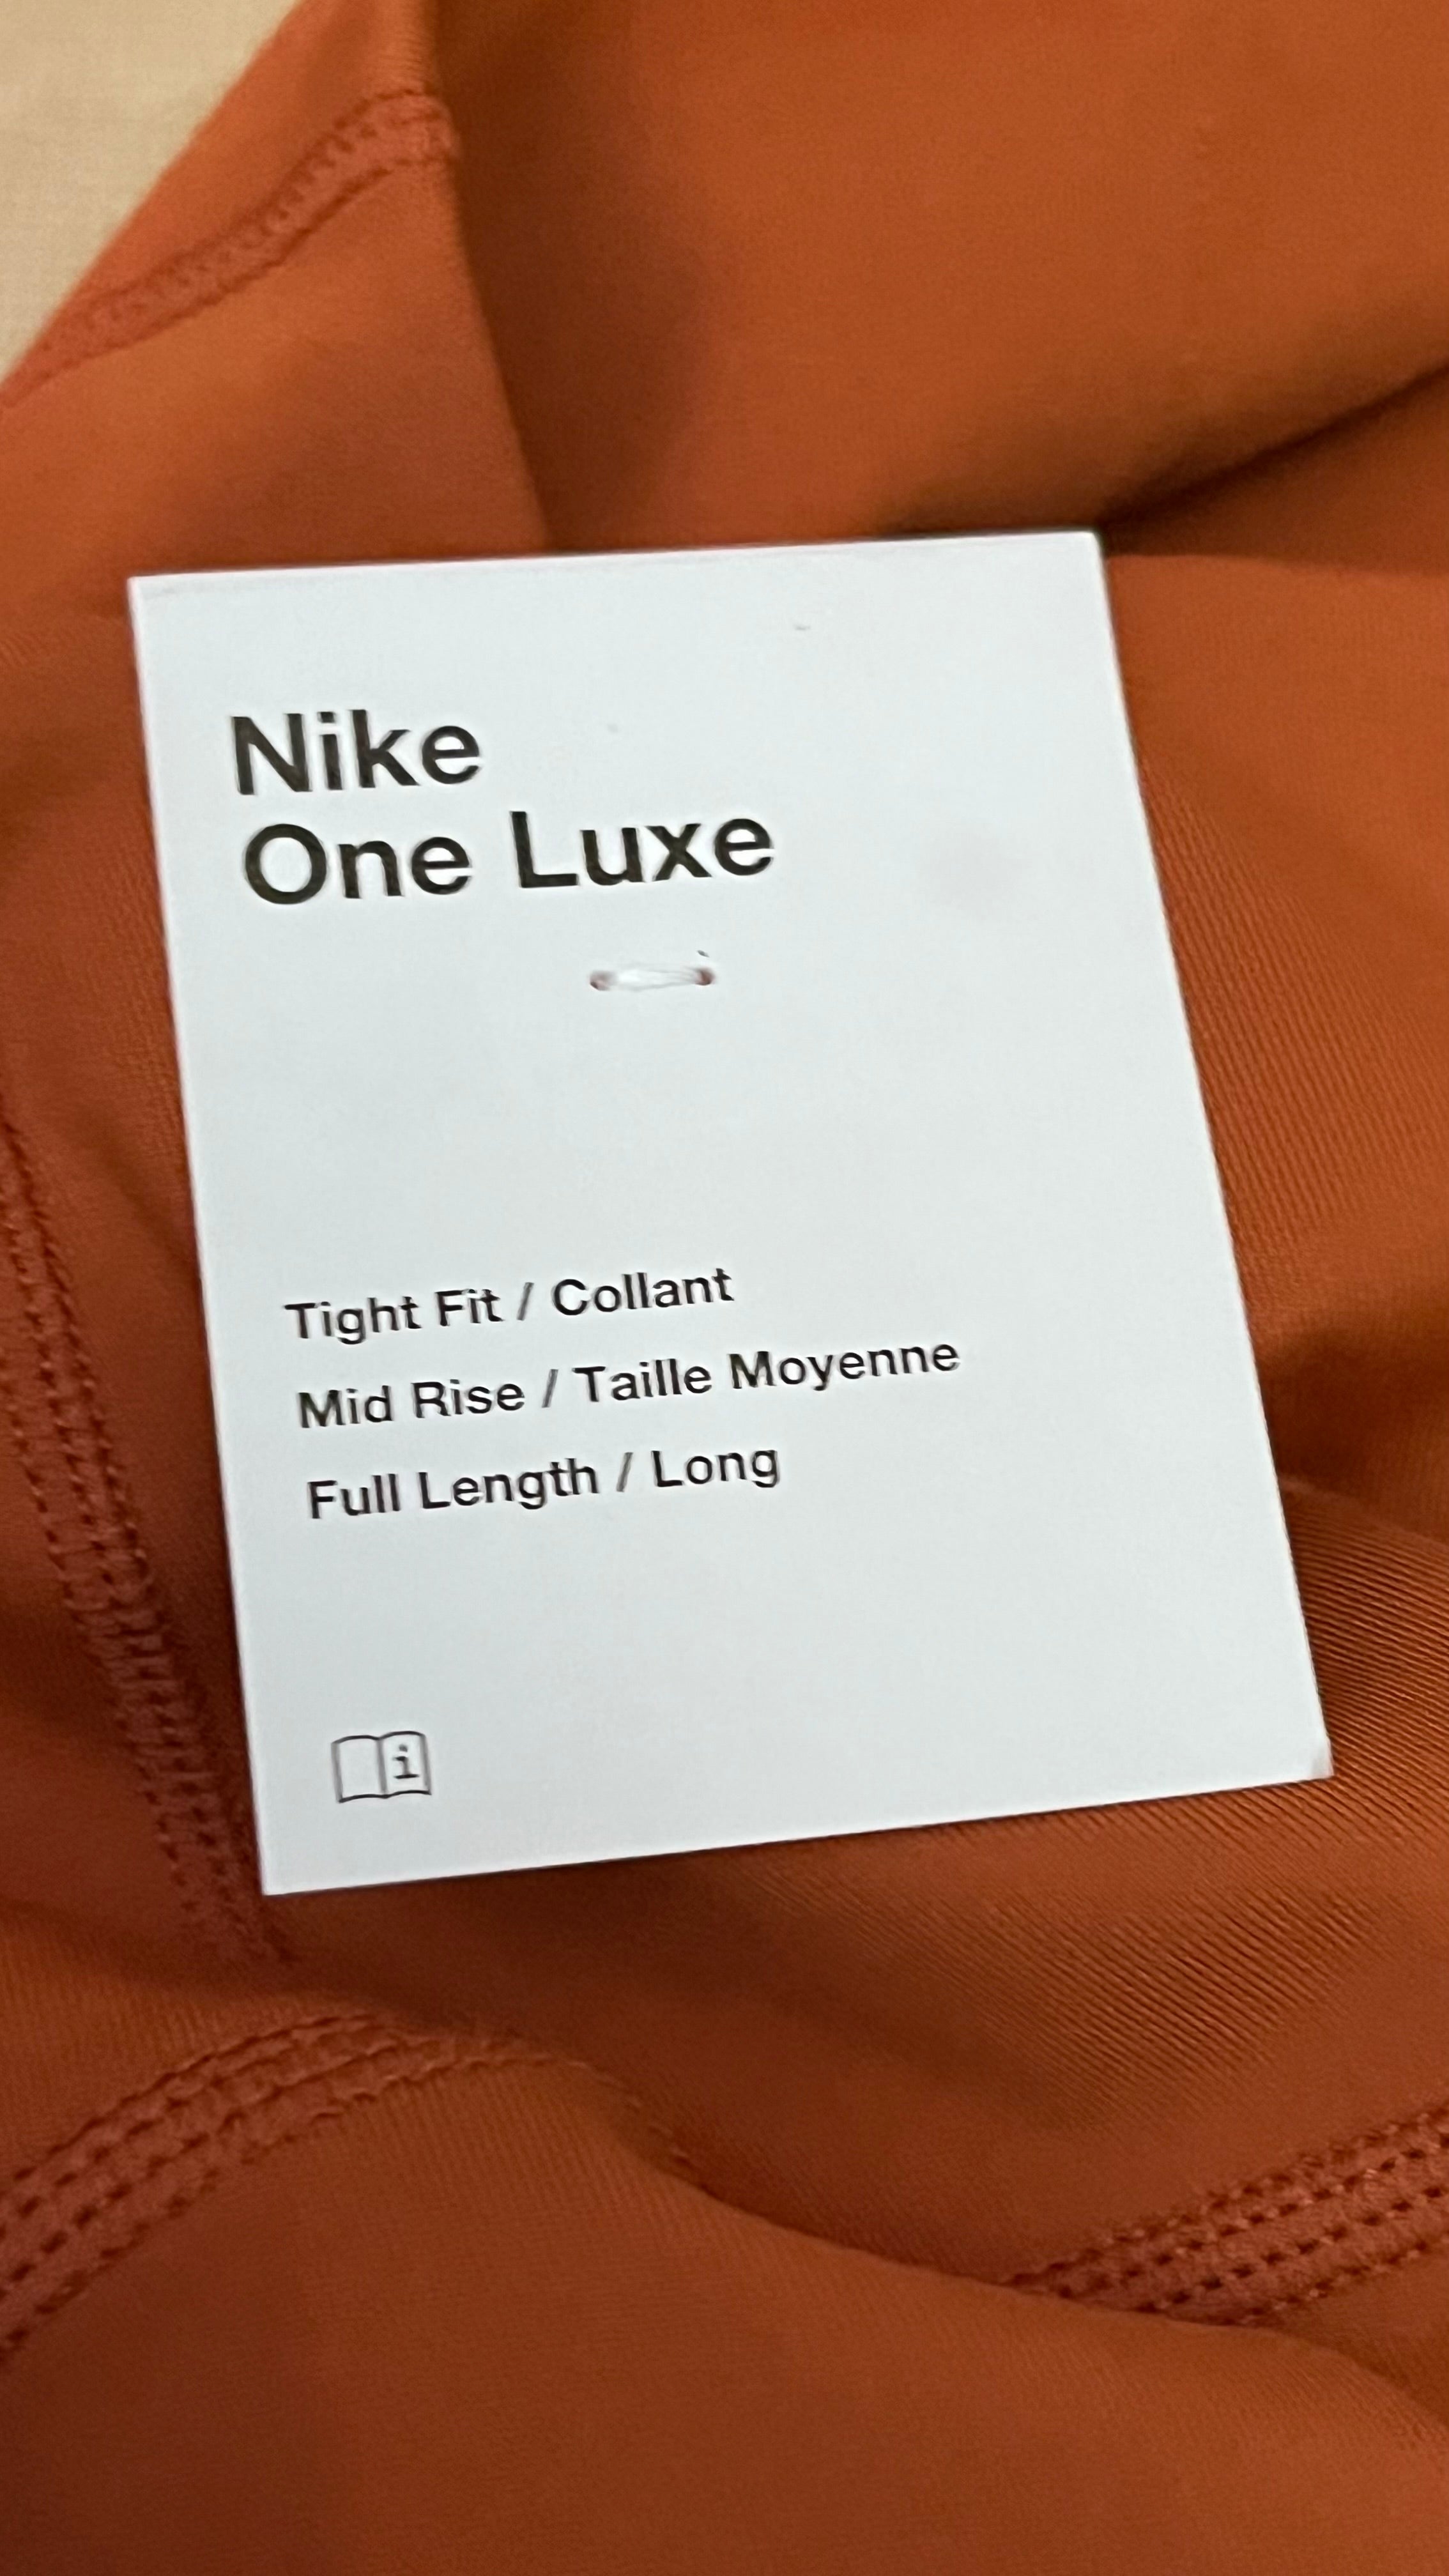 Nike
One Luxe
Tight Fit / Collant
Mid Rise / Taille Moyenne
Full Length / Long
i